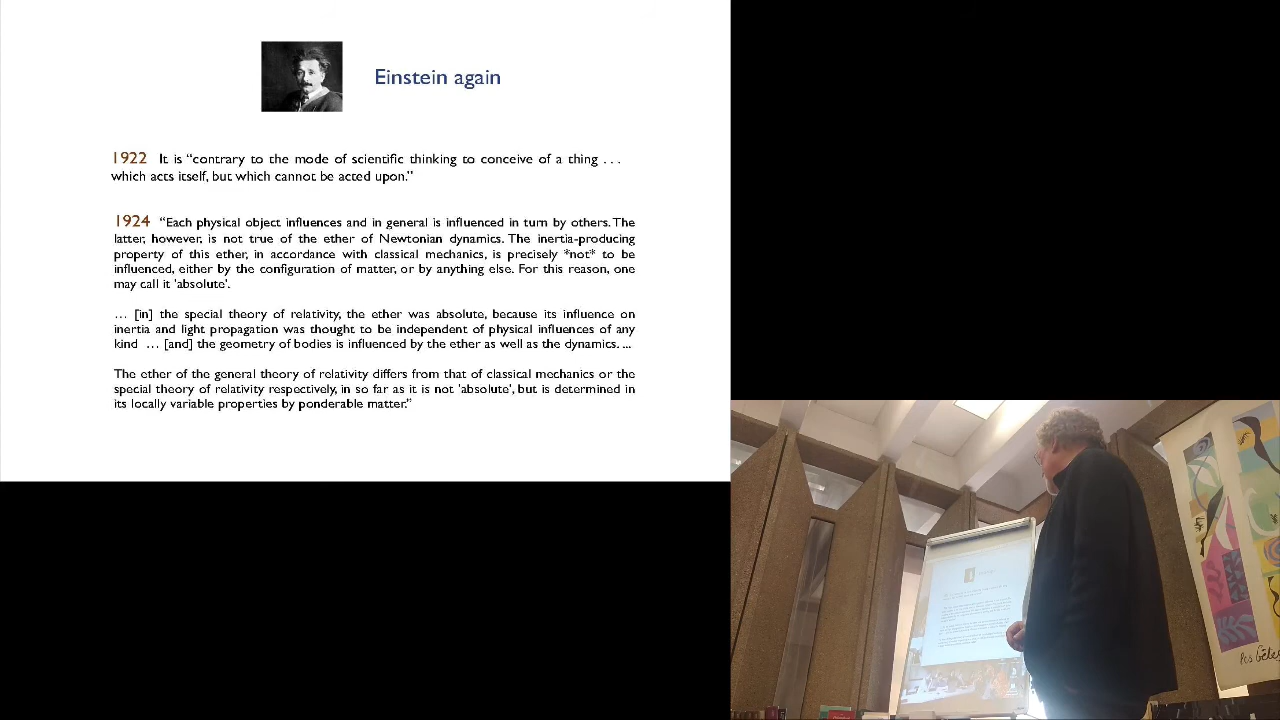 Einstein again
1922 It is “contrary to the mode of scientific thinking to conceive of a thing . . .
which acts itself, but which cannot be acted upon.”
1924 “Each physical object influences and in general is influenced in turn by others. The
latter, however, is not true of the ether of Newtonian dynamics. The inertia-producing
property of this ether, in accordance with classical mechanics, is precisely *not* to be
influenced, either by the configuration of matter, or by anything else. For this reason, one
may call it 'absolute'.
… [in] the special theory of relativity, the ether was absolute, because its influence on
inertia and light propagation was thought to be independent of physical influences of any
kind … [and] the geometry of bodies is influenced by the ether as well as the dynamics. ...
The ether of the general theory of relativity differs from that of classical mechanics or the
special theory of relativity respectively, in so far as it is not 'absolute', but is determined in
its locally variable properties by ponderable matter.”